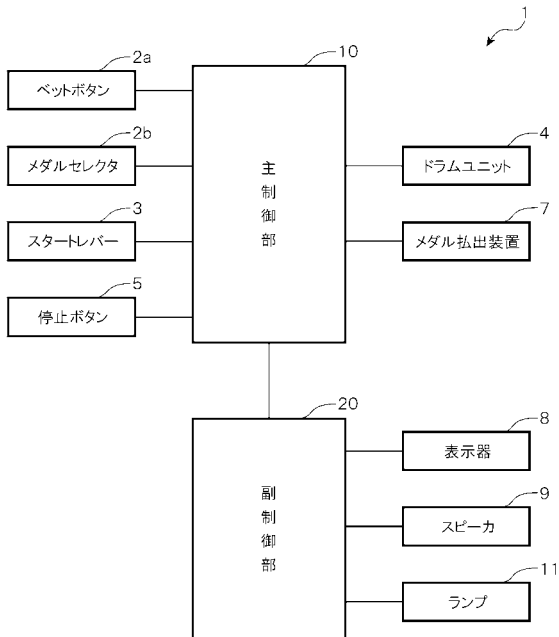 1
2a
ベットボタン
2b
メダルセレクタ
3
スタートレバー
5
停止ボタン
10
主制御部
4
ドラムユニット
7
メダル払出装置
20
副制御部
8
表示器
9
スピーカ
11
ランプ